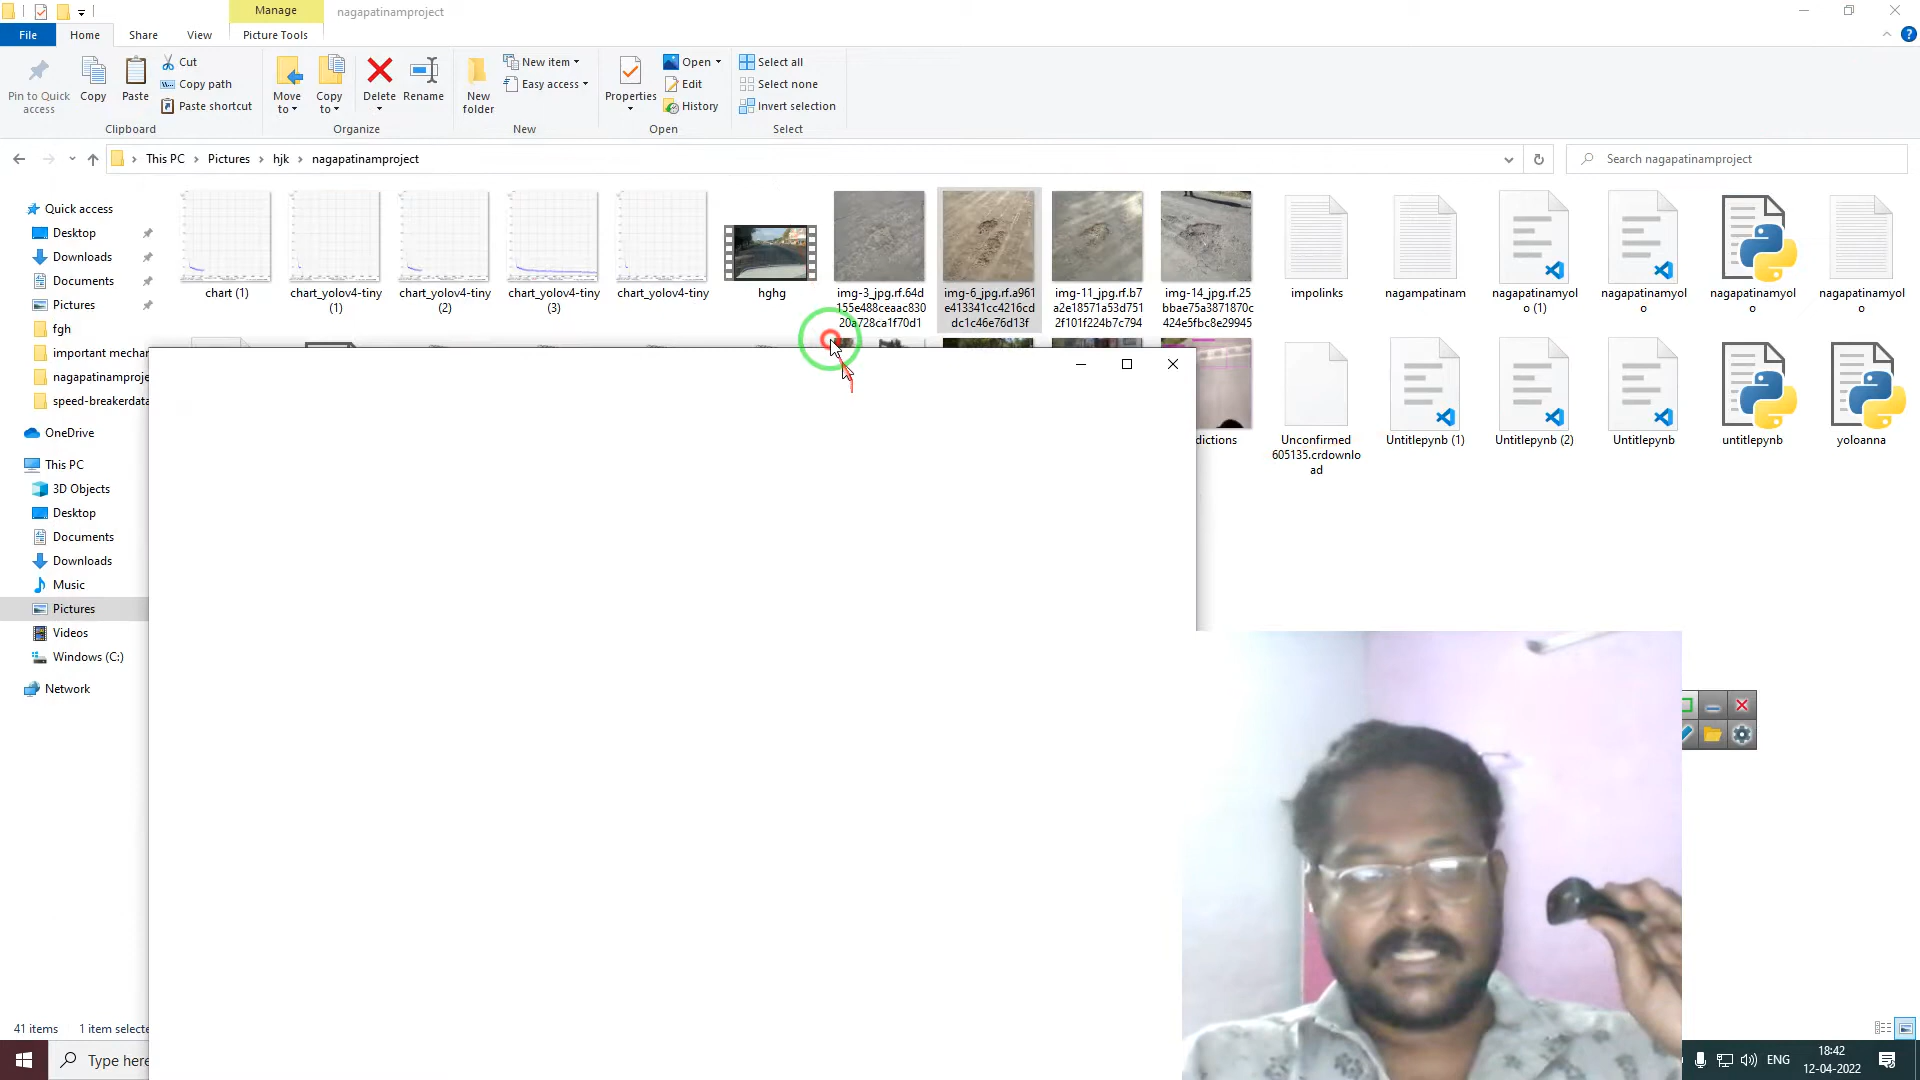 Manage
nagapatinamproject
File
Home
Share
View
Picture Tools
Pin to Quick access
Copy
Paste
Cut
Copy path
Paste shortcut
Clipboard
Move to
Copy to
Delete
Rename
Organize
New folder
New item
Easy access
New
Properties
Open
Edit
History
Open
Select all
Select none
Invert selection
Select
This PC
Pictures
hjk
nagapatinamproject
Search nagapatinamproject
Quick access
Desktop
Downloads
Documents
Pictures
fgh
important mechar
nagapatinamproje
speed-breakerdata
OneDrive
This PC
3D Objects
Desktop
Documents
Downloads
Music
Pictures
Videos
Windows (C:)
Network
chart (1)
chart_yolov4-tiny
(1)
chart_yolov4-tiny
(2)
chart_yolov4-tiny
(3)
chart_yolov4-tiny
hghg
img-3_jpg.rf.64d
155e488ceaac830
20a728ca1f70d1
img-6_jpg.rf.a961
e413341cc4216cd
dc1c46e76d13f
img-11_jpg.rf.b7
a2e18571a53d751
2f101f224b7c794
img-14_jpg.rf.25
bbae75a3871870c
424e5fbc8e29945
impolinks
nagampatinam
nagapatinamyol
o (1)
nagapatinamyol
o
nagapatinamyol
o
nagapatinamyol
o
dictions
Unconfirmed
605135.crdownlo
ad
Untitlepynb (1)
Untitlepynb (2)
Untitlepynb
untitlepynb
yoloanna
41 items
1 item selecte
Type here
ENG
18:42
12-04-2022